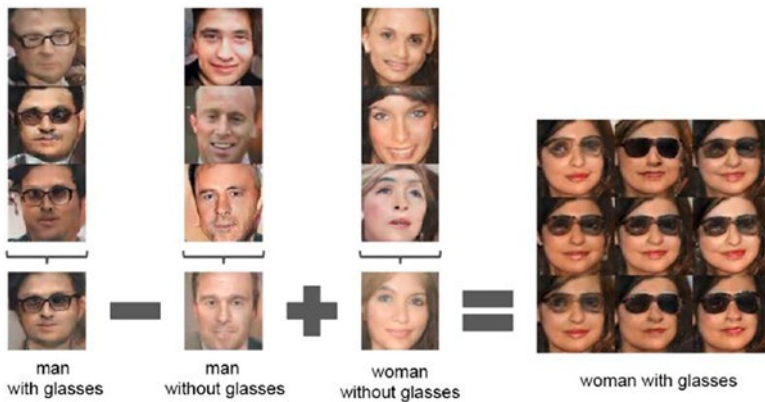 man
with glasses
man
without glasses
woman
without glasses
woman with glasses